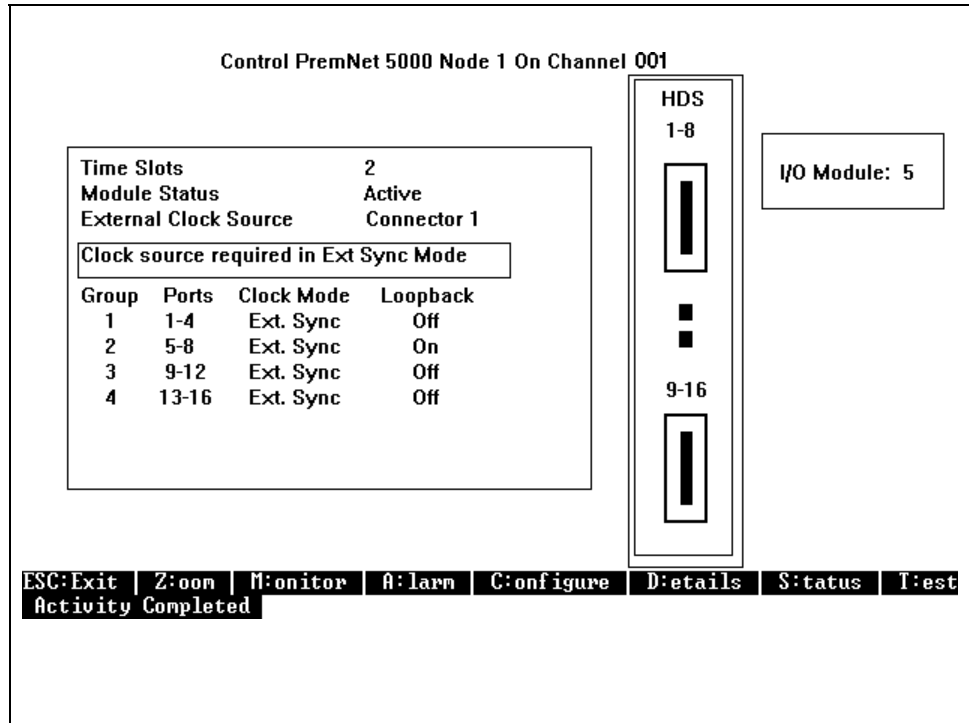 Control PremNet 5000 Node 1 On Channel 001
Time Slots 2
Module Status Active
External Clock Source Connector 1
Clock source required in Ext Sync Mode
Group Ports Clock Mode Loopback
1 1-4 Ext. Sync Off
2 5-8 Ext. Sync On
3 9-12 Ext. Sync Off
4 13-16 Ext. Sync Off
HDS
1-8
9-16
I/O Module: 5
ESC:Exit | Z:oom | M:onitor | A:larm | C:onfigure | D:etails | S:tatus | T:est
Activity Completed